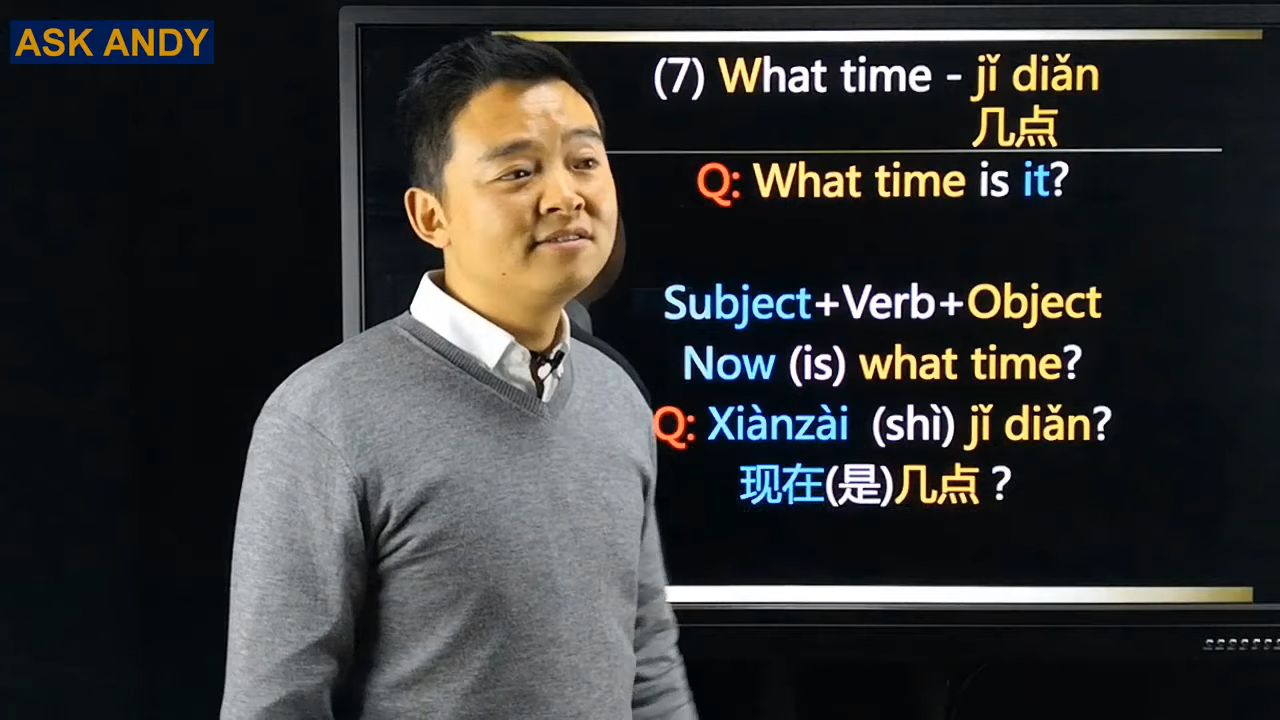 ASK ANDY
(7) What time - jǐ diǎn
几点
Q: What time is it?
Subject+Verb+Object
Now (is) what time?
Q: Xiànzài (shì) jǐ diǎn?
现在(是)几点？